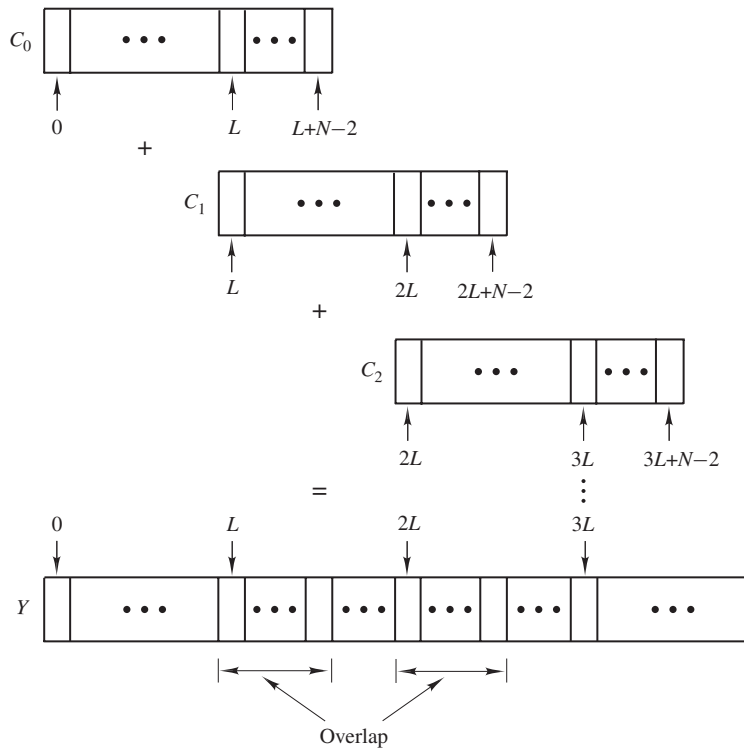 C₀
0 L L+N−2
+
C₁
L 2L 2L+N−2
+
C₂
2L 3L 3L+N−2
=
0 L 2L 3L
Y
Overlap